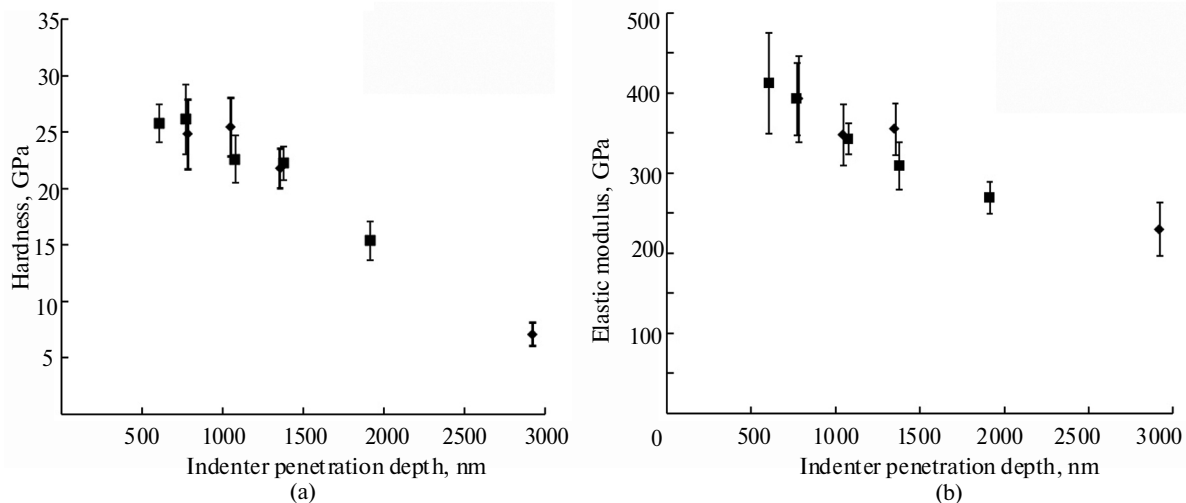 35
30
25
20
15
10
5
Hardness, GPa
500 1000 1500 2000 2500 3000
Indenter penetration depth, nm
(a)
500
400
300
200
100
0
Elastic modulus, GPa
500 1000 1500 2000 2500 3000
Indenter penetration depth, nm
(b)